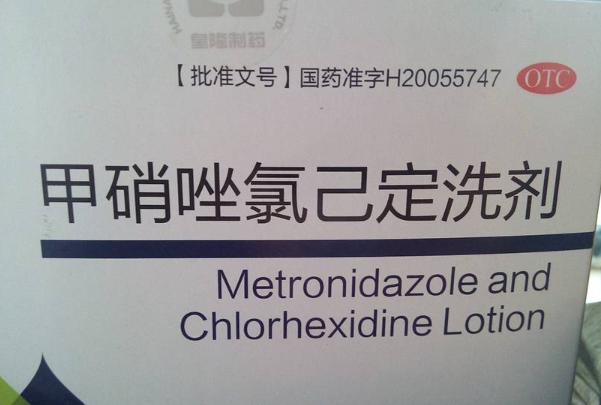 皇隆制药
【批准文号】国药准字H20055747 OTC
甲硝唑氯己定洗剂
Metronidazole and
Chlorhexidine Lotion